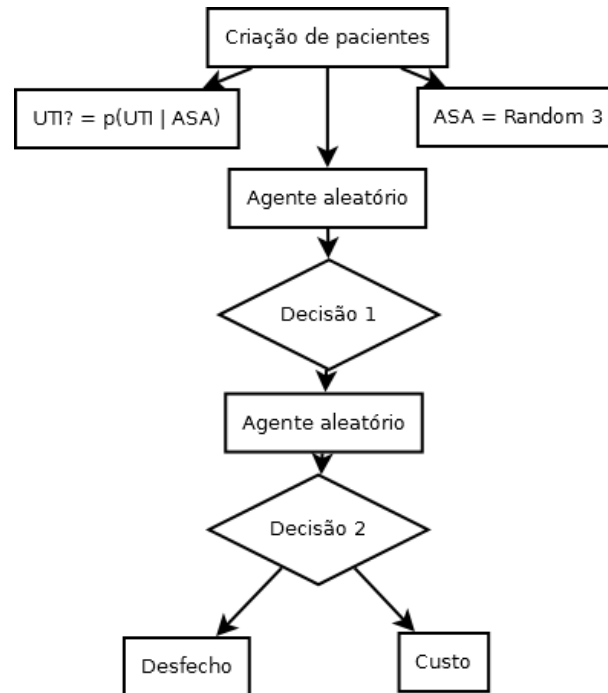 Criação de pacientes
UTI? = p(UTI | ASA)
ASA = Random 3
Agente aleatório
Decisão 1
Agente aleatório
Decisão 2
Desfecho
Custo